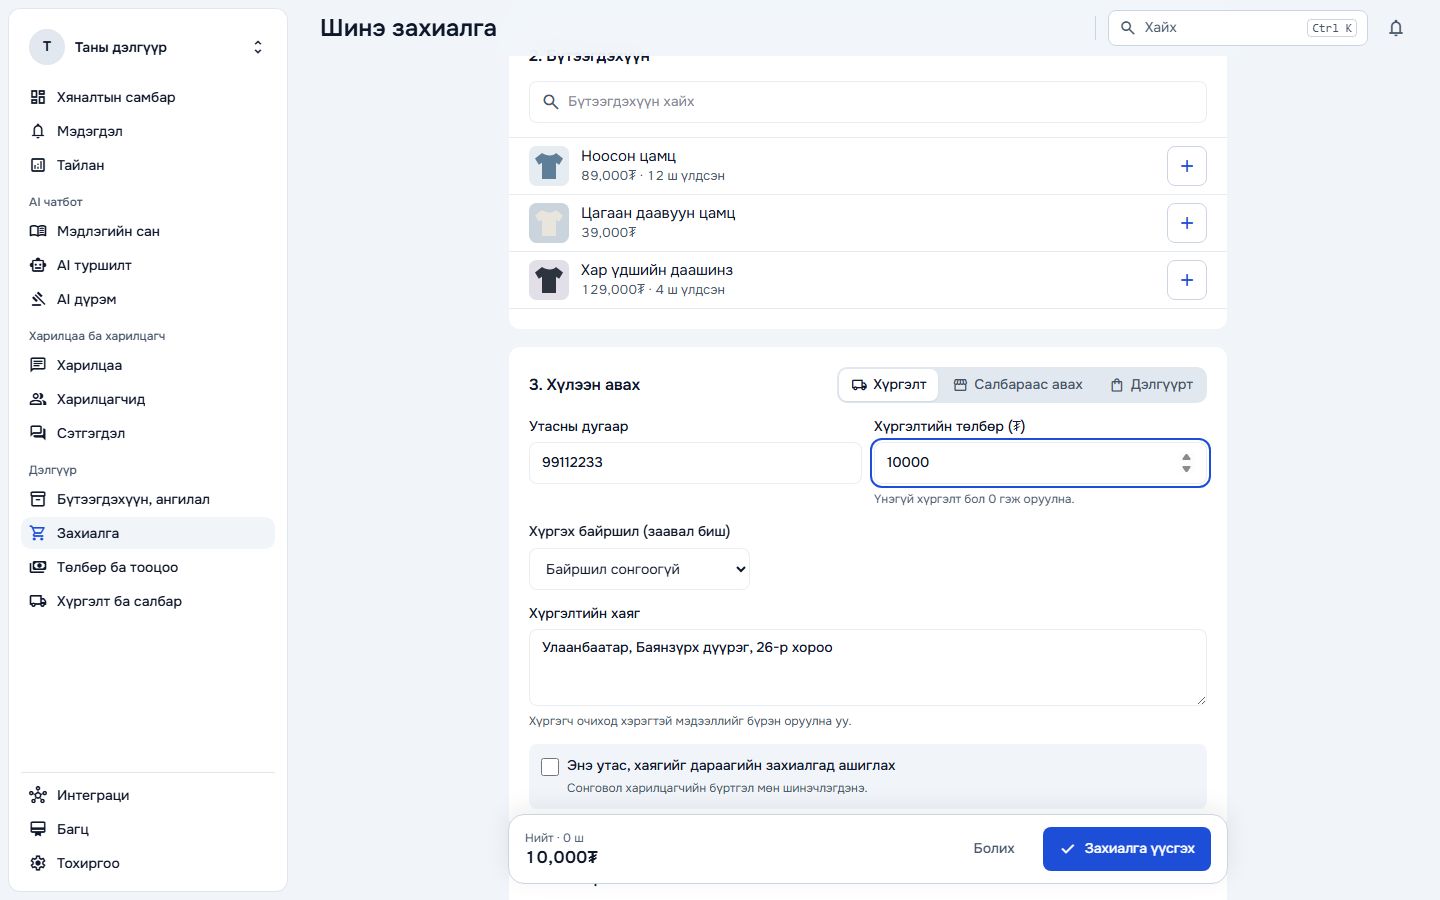 Т
Таны дэлгүүр
Хяналтын самбар
Мэдэгдэл
Тайлан
AI чатбот
Мэдлэгийн сан
AI туршилт
AI дүрэм
Харилцаа ба харилцагч
Харилцаа
Харилцагчид
Сэтгэгдэл
Дэлгүүр
Бүтээгдэхүүн, ангилал
Захиалга
Төлбөр ба тооцоо
Хүргэлт ба салбар
Интеграци
Багц
Тохиргоо
Шинэ захиалга
Хайх
Ctrl K
2. Бүтээгдэхүүн
Бүтээгдэхүүн хайх
Ноосон цамц
89,000₮ · 12 ш үлдсэн
Цагаан даавуун цамц
39,000₮
Хар үдшийн даашинз
129,000₮ · 4 ш үлдсэн
3. Хүлээн авах
Хүргэлт
Салбараас авах
Дэлгүүрт
Утасны дугаар
Хүргэлтийн төлбөр (₮)
99112233
10000
Үнэгүй хүргэлт бол 0 гэж оруулна.
Хүргэх байршил (заавал биш)
Байршил сонгоогүй
Хүргэлтийн хаяг
Улаанбаатар, Баянзүрх дүүрэг, 26-р хороо
Хүргэгч очиход хэрэгтэй мэдээллийг бүрэн оруулна уу.
Энэ утас, хаягийг дараагийн захиалгад ашиглах
Сонговол харилцагчийн бүртгэл мөн шинэчлэгдэнэ.
Нийт · 0 ш
10,000₮
Болих
Захиалга үүсгэх